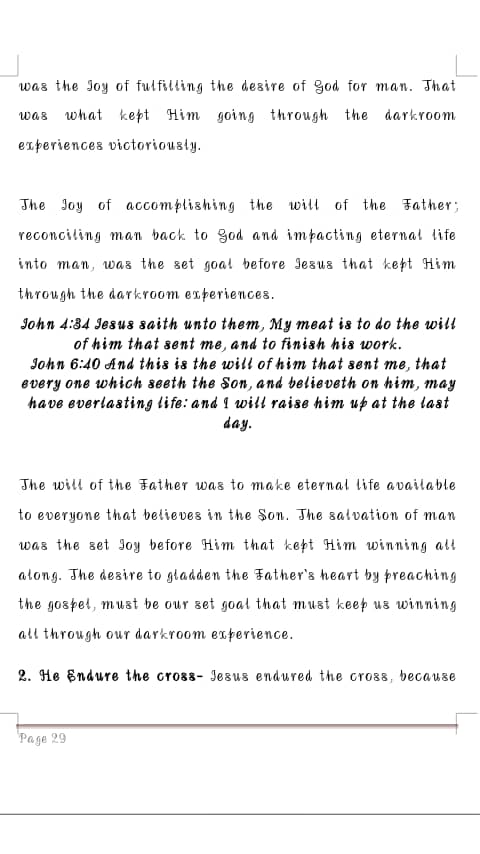 was the Joy of fulfilling the desire of God for man. That
was what kept Him going through the darkroom
experiences victoriously.
The Joy of accomplishing the will of the Father;
reconciling man back to God and impacting eternal life
into man, was the set goal before Jesus that kept Him
through the darkroom experiences.
John 4:34 Jesus saith unto them, My meat is to do the will
of him that sent me, and to finish his work.
John 6:40 And this is the will of him that sent me, that
every one which seeth the Son, and believeth on him, may
have everlasting life: and I will raise him up at the last
day.
The will of the Father was to make eternal life available
to everyone that believes in the Son. The salvation of man
was the set Joy before Him that kept Him winning all
along. The desire to gladden the Father's heart by preaching
the gospel, must be our set goal that must keep us winning
all through our darkroom experience.
2. He Endure the cross- Jesus endured the cross, because
Page 29